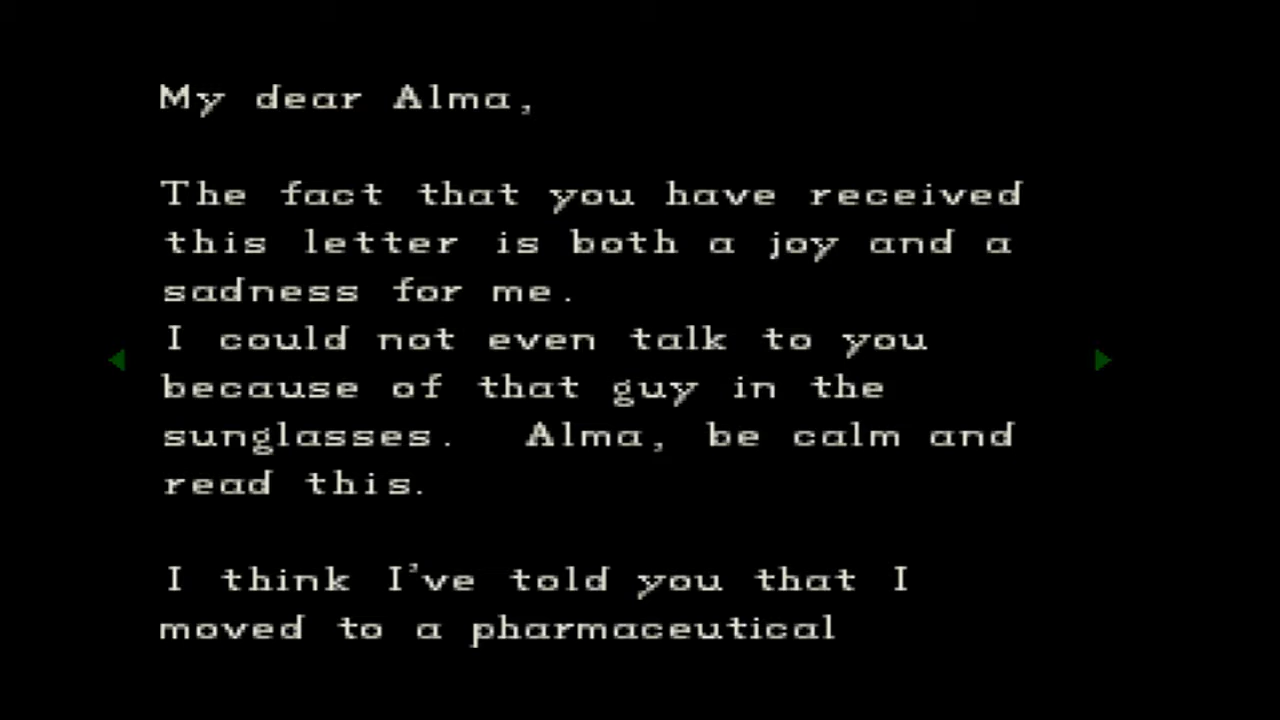 My dear Alma,
The fact that you have received
this letter is both a joy and a
sadness for me.
I could not even talk to you
because of that guy in the
sunglasses. Alma, be calm and
read this.
I think I've told you that I
moved to a pharmaceutical